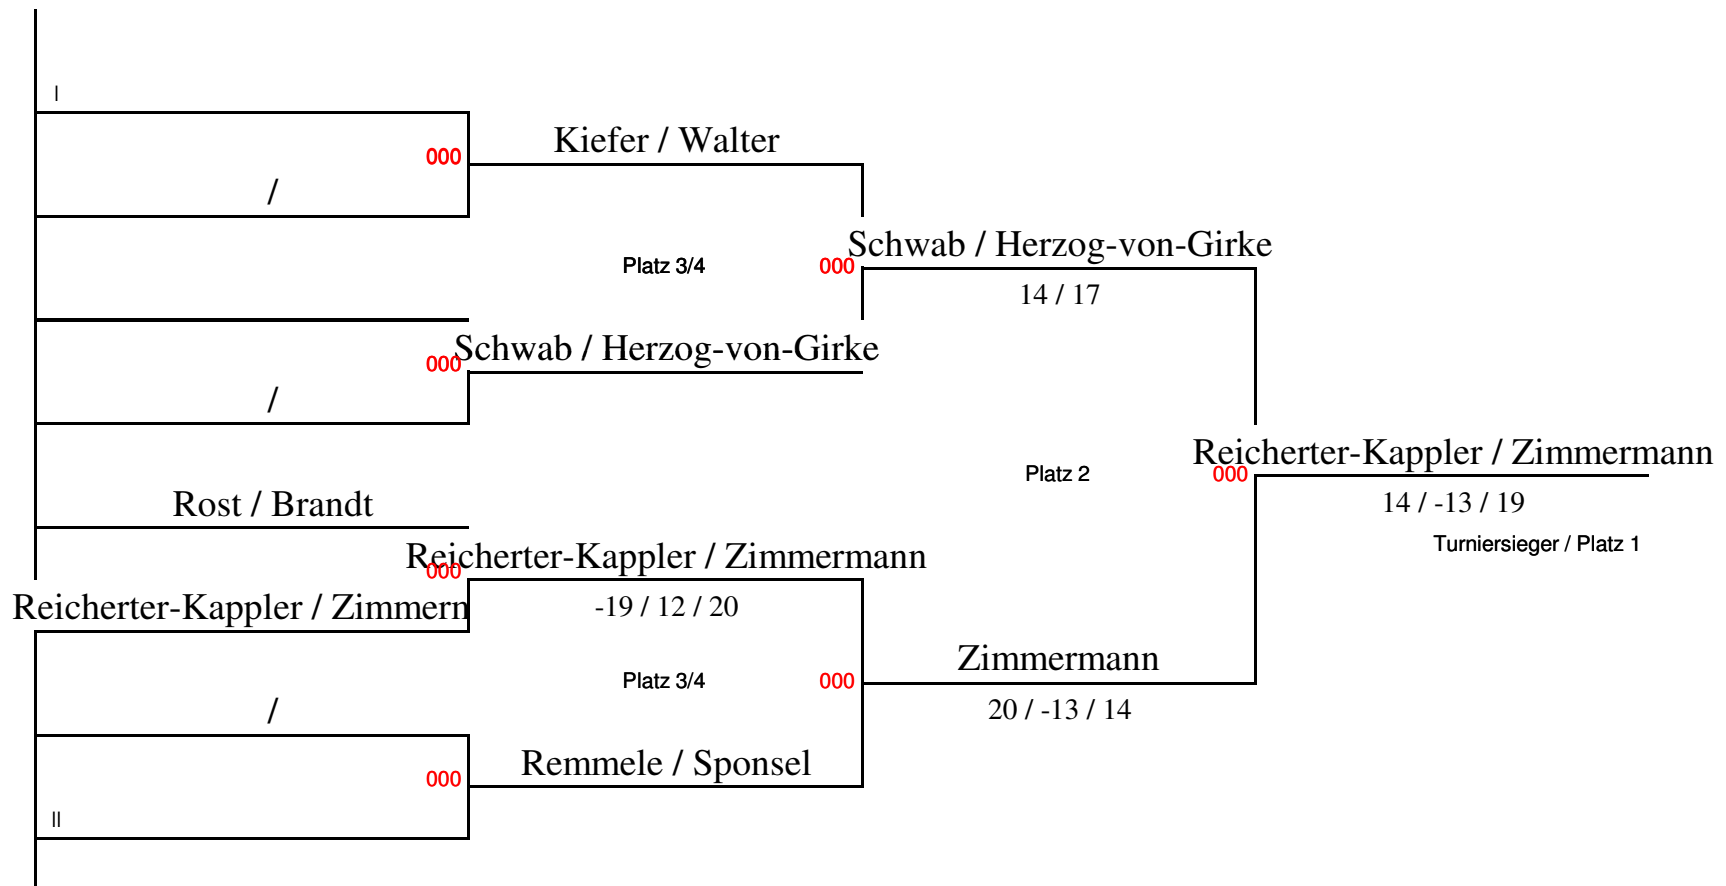 I
Kiefer / Walter
000
/
Schwab / Herzog-von-Girke
Platz 3/4
000
14 / 17
Schwab / Herzog-von-Girke
000
/
Reicherter-Kappler / Zimmermann
Platz 2
000
14 / -13 / 19
Rost / Brandt
Turniersieger / Platz 1
Reicherter-Kappler / Zimmermann
000
Reicherter-Kappler / Zimmern
-19 / 12 / 20
Zimmermann
Platz 3/4
000
/
20 / -13 / 14
Remmele / Sponsel
000
II